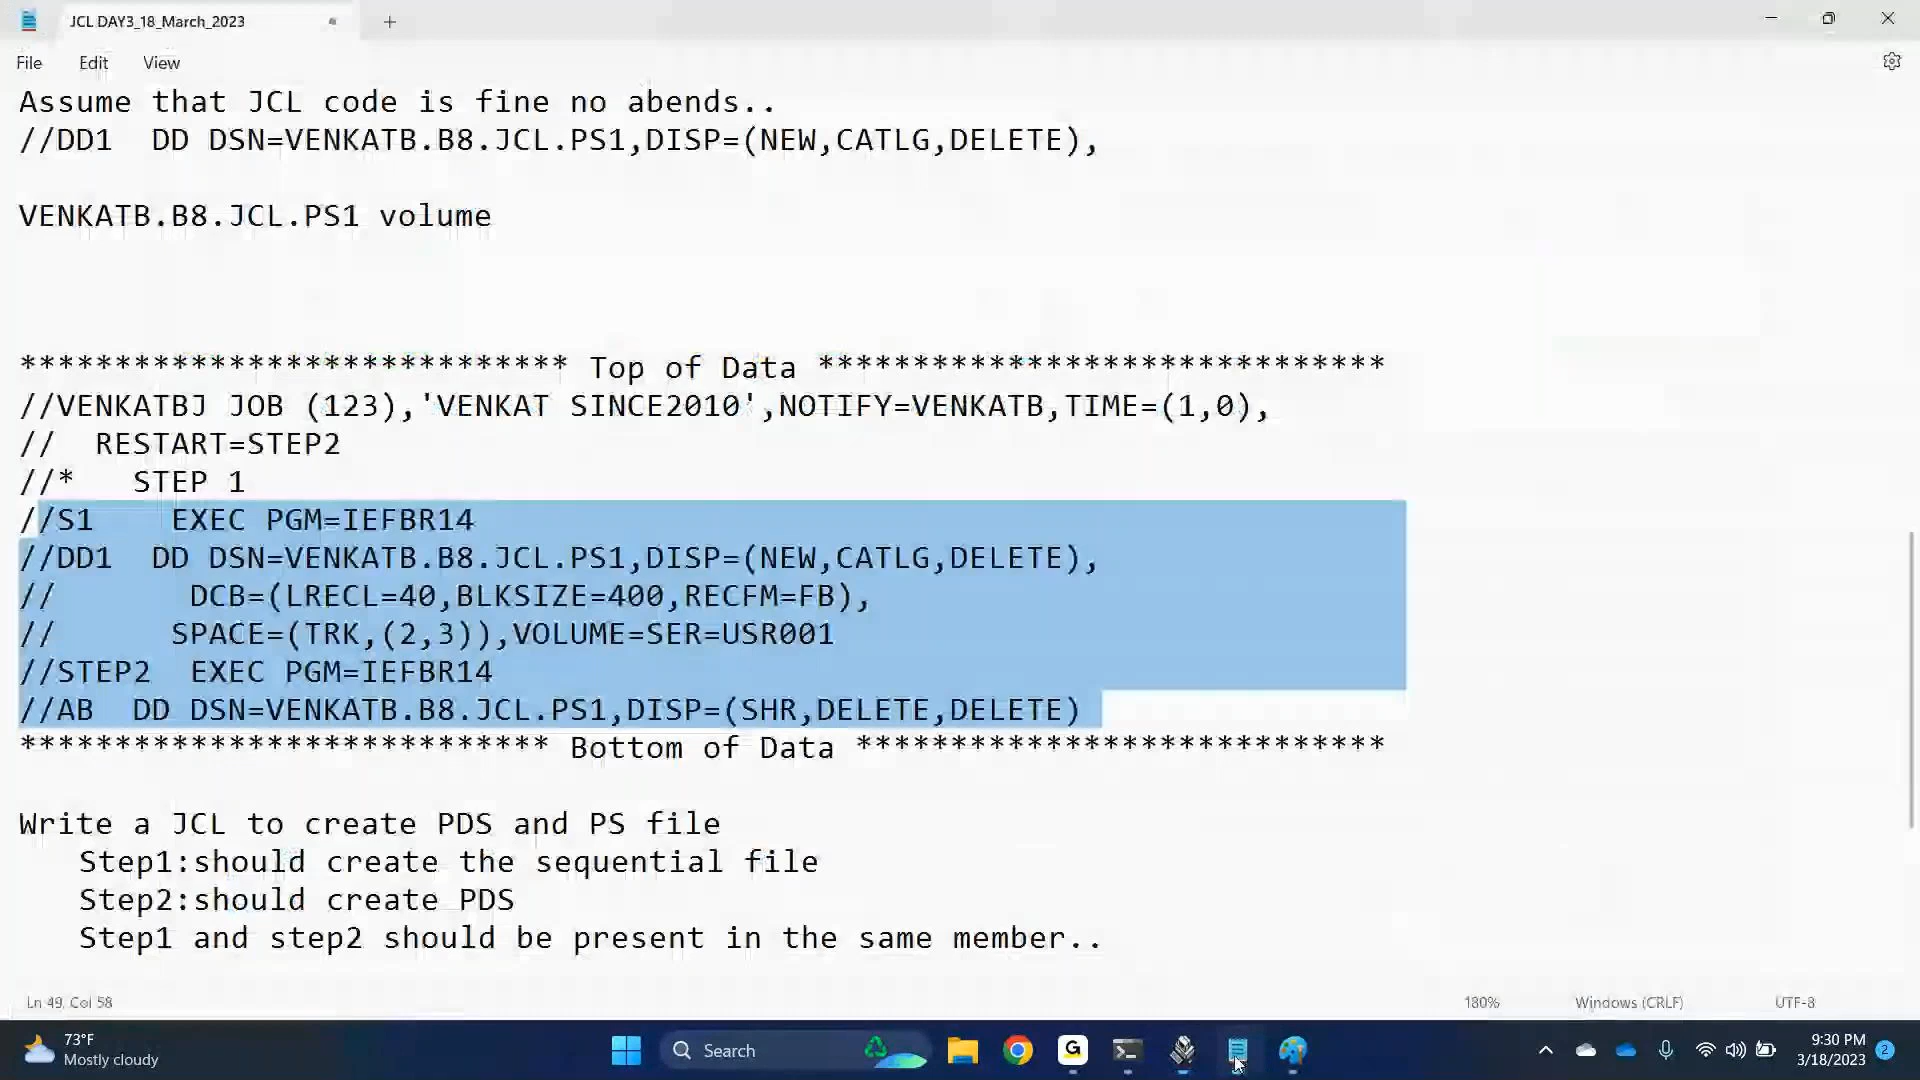 JCL DAY3_18_March_2023
File Edit View
Assume that JCL code is fine no abends..
//DD1  DD DSN=VENKATB.B8.JCL.PS1,DISP=(NEW,CATLG,DELETE),
VENKATB.B8.JCL.PS1 volume
***************************** Top of Data ******************************
//VENKATBJ JOB (123),'VENKAT SINCE2010',NOTIFY=VENKATB,TIME=(1,0),
//  RESTART=STEP2
//*   STEP 1
//S1    EXEC PGM=IEFBR14
//DD1  DD DSN=VENKATB.B8.JCL.PS1,DISP=(NEW,CATLG,DELETE),
//       DCB=(LRECL=40,BLKSIZE=400,RECFM=FB),
//      SPACE=(TRK,(2,3)),VOLUME=SER=USR001
//STEP2  EXEC PGM=IEFBR14
//AB  DD DSN=VENKATB.B8.JCL.PS1,DISP=(SHR,DELETE,DELETE)
**************************** Bottom of Data ****************************
Write a JCL to create PDS and PS file
Step1:should create the sequential file
Step2:should create PDS
Step1 and step2 should be present in the same member..
Ln 49, Col 58
180%
Windows (CRLF)
UTF-8
73°F
Mostly cloudy
Search
G
9:30 PM
3/18/2023
2